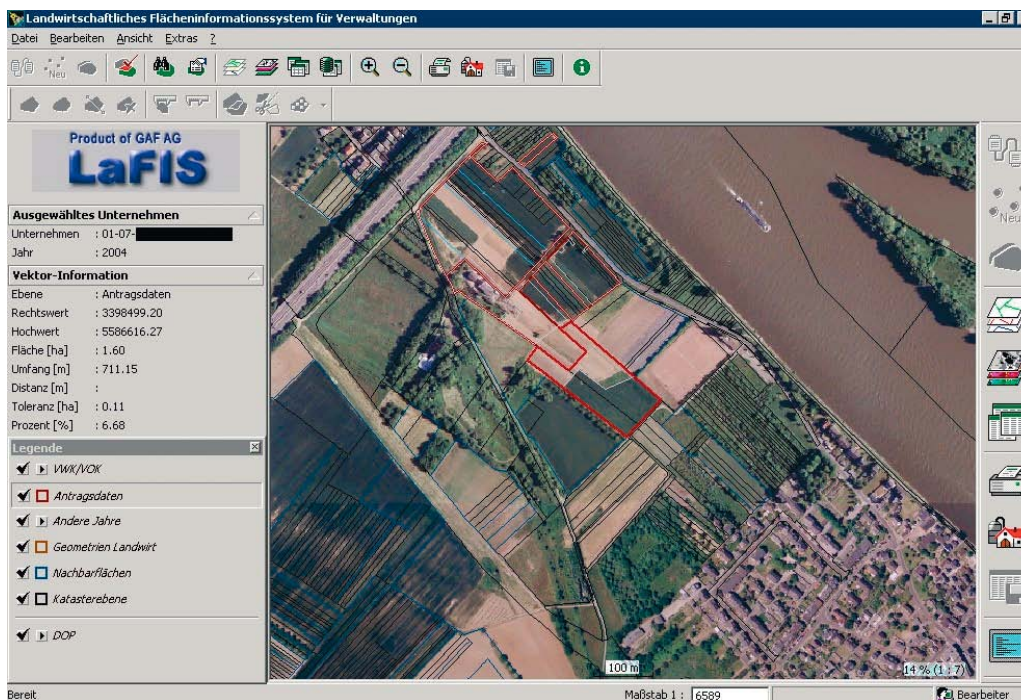 Landwirtschaftliches Flächeninformationssystem für Verwaltungen
Datei Bearbeiten Ansicht Extras ?
Neu
Product of GAF AG
LaFIS
Ausgewähltes Unternehmen
Unternehmen : 01-07-
Jahr : 2004
Vektor-Information
Ebene : Antragsdaten
Rechtswert : 3398499.20
Hochwert : 5586616.27
Fläche [ha] : 1.60
Umfang [m] : 711.15
Distanz [m] :
Toleranz [ha] : 0.11
Prozent [%] : 6.68
Legende
VWK/VOK
Antragsdaten
Andere Jahre
Geometrien Landwirt
Nachbarflächen
Katasterebene
DOP
100 m
14 % (1 : 7)
Neu
Bereit
Maßstab 1 : 6589
Bearbeiter